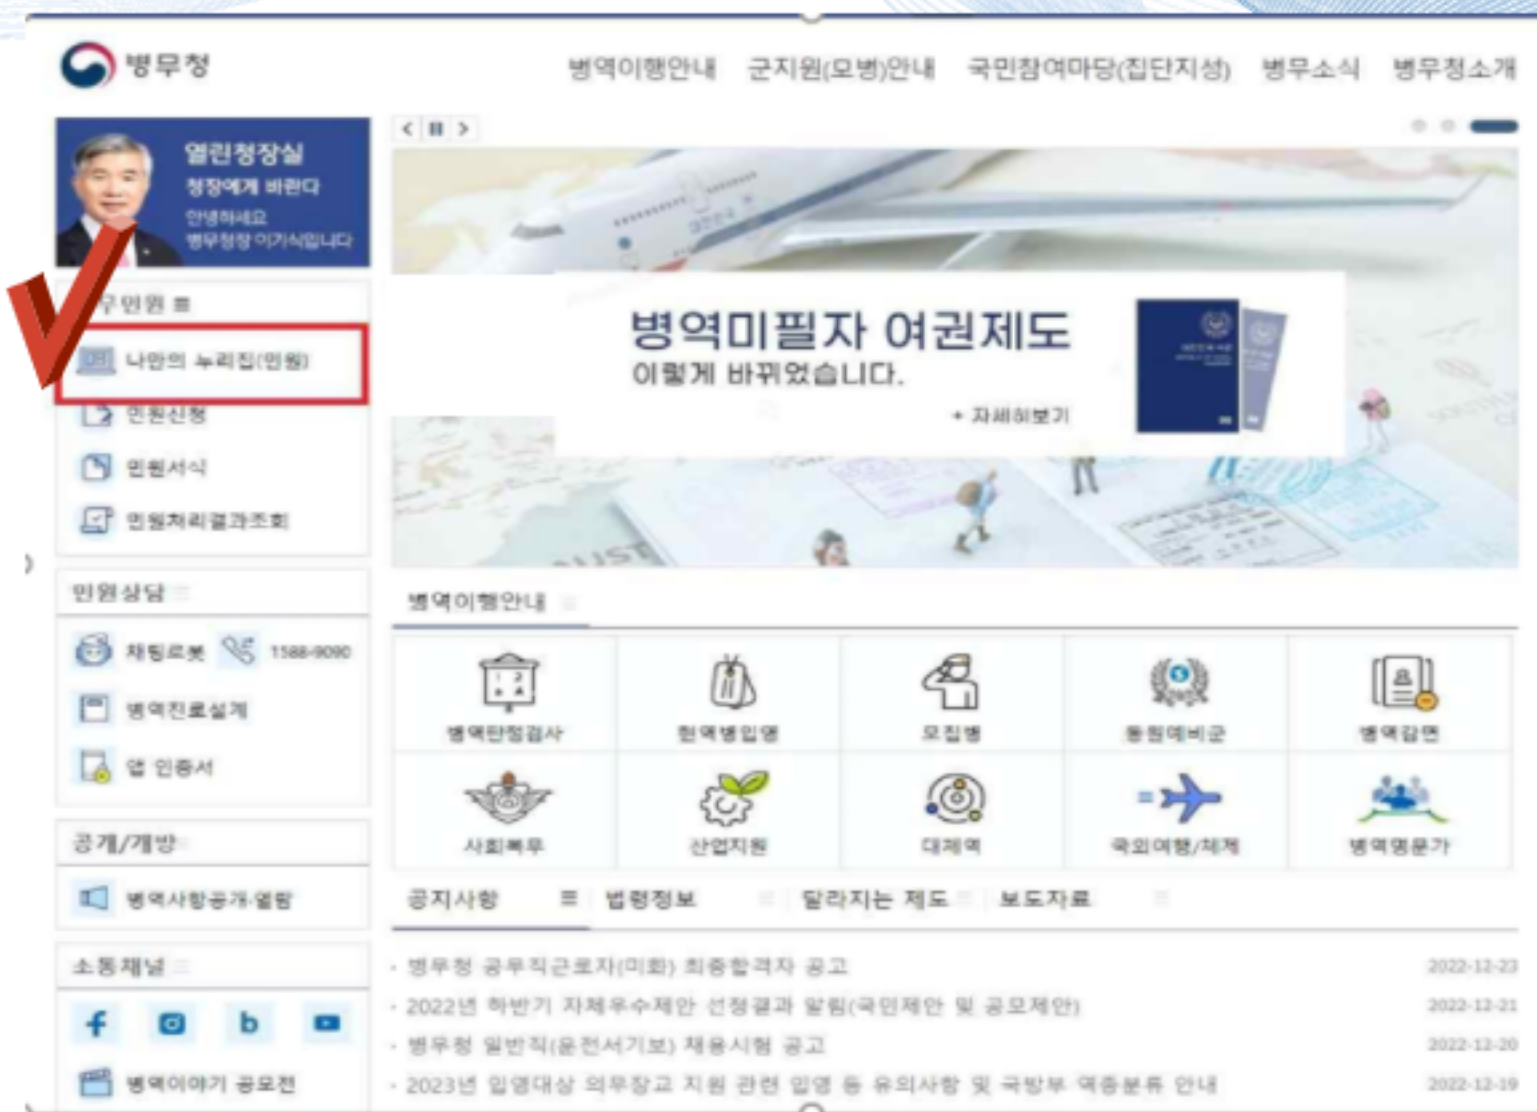 병무청
병역이행안내 군지원(모병)안내 국민참여마당(집단지성) 병무소식 병무청소개
열린청장실
청장에게 바란다
안녕하세요
병무청장 이기식입니다
무민원
나만의 누리집(민원)
민원신청
민원서식
민원처리결과조회
민원상담
채팅로봇 1588-9090
병역진로설계
앱 인증서
공개/개방
병역사항공개·열람
소통채널
병역이야기 공모전
병역미필자 여권제도
이렇게 바뀌었습니다.
+ 자세히보기
병역이행안내
병역판정검사 현역병입영 모집병 동원예비군 병역감면
사회복무 산업지원 대체역 국외여행/체제 병역명문가
공지사항 법령정보 달라지는 제도 보도자료
· 병무청 공무직근로자(미화) 최종합격자 공고 2022-12-23
· 2022년 하반기 자체우수제안 선정결과 알림(국민제안 및 공모제안) 2022-12-21
· 병무청 일반직(운전서기보) 채용시험 공고 2022-12-20
· 2023년 입영대상 의무장교 지원 관련 입영 등 유의사항 및 국방부 역종분류 안내 2022-12-19